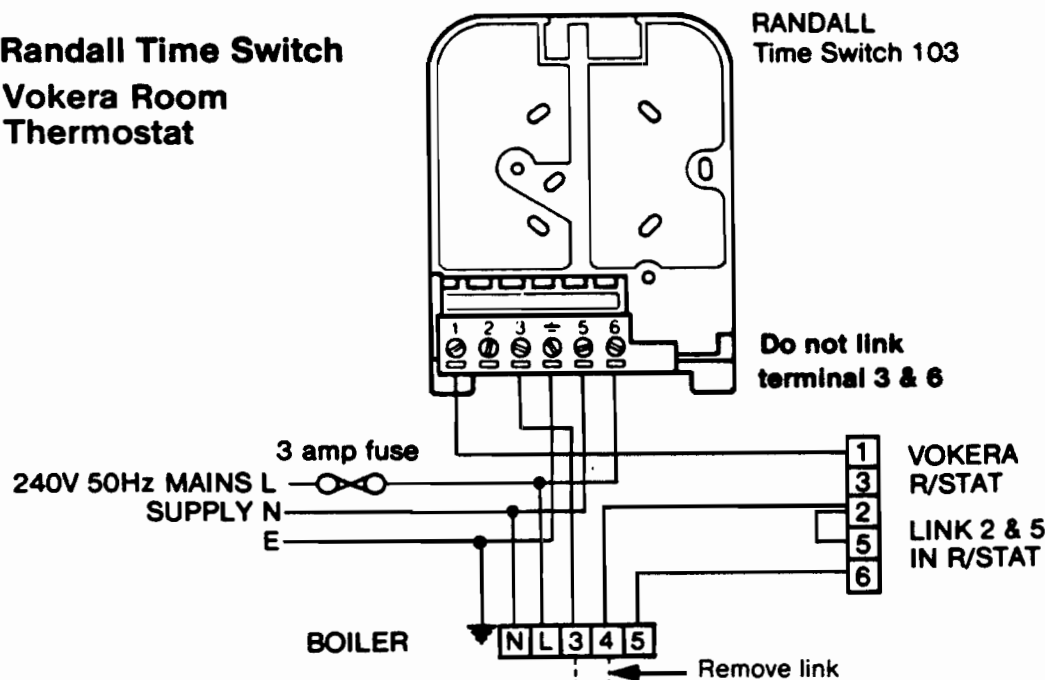 Randall Time Switch
Vokera Room
Thermostat
RANDALL
Time Switch 103
1 2 3 ⏚ 5 6
Do not link
terminal 3 & 6
3 amp fuse
240V 50Hz MAINS L
SUPPLY N
E
1
3
2
5
6
VOKERA
R/STAT
LINK 2 & 5
IN R/STAT
BOILER
N L 3 4 5
Remove link